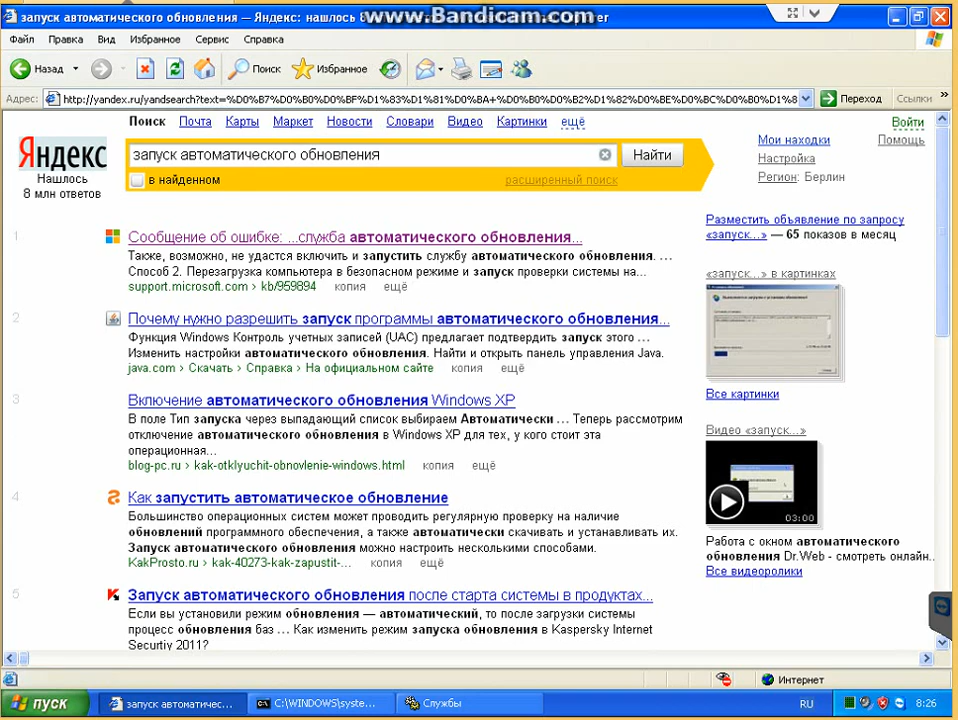 запуск автоматического обновления — Яндекс: нашлось 8
www.Bandicam.com
Файл Правка Вид Избранное Сервис Справка
Назад Поиск Избранное
Адрес: http://yandex.ru/yandsearch?text=%D0%B7%D0%B0%D0%BF%D1%83%D1%81%D0%BA+%D0%B0%D0%B2%D1%82%D0%BE%D0%BC%D0%B0%D1%8 Переход Ссылки »
Поиск Почта Карты Маркет Новости Словари Видео Картинки ещё
Войти
Яндекс
Нашлось
8 млн ответов
запуск автоматического обновления
Найти
в найденном
расширенный поиск
Мои находки
Помощь
Настройка
Регион: Берлин
1
Сообщение об ошибке: ...служба автоматического обновления...
Также, возможно, не удастся включить и запустить службу автоматического обновления. ...
Способ 2. Перезагрузка компьютера в безопасном режиме и запуск проверки системы на...
support.microsoft.com › kb/959894 копия ещё
2
Почему нужно разрешить запуск программы автоматического обновления...
Функция Windows Контроль учетных записей (UAC) предлагает подтвердить запуск этого ...
Изменить настройки автоматического обновления. Найти и открыть панель управления Java.
java.com › Скачать › Справка › На официальном сайте копия ещё
3
Включение автоматического обновления Windows XP
В поле Тип запуска через выпадающий список выбираем Автоматически ... Теперь рассмотрим
отключение автоматического обновления в Windows XP для тех, у кого стоит эта
операционная...
blog-pc.ru › kak-otklyuchit-obnovlenie-windows.html копия ещё
4
Как запустить автоматическое обновление
Большинство операционных систем может проводить регулярную проверку на наличие
обновлений программного обеспечения, а также автоматически скачивать и устанавливать их.
Запуск автоматического обновления можно настроить несколькими способами.
KakProsto.ru › kak-40273-kak-zapustit-... копия ещё
5
Запуск автоматического обновления после старта системы в продуктах...
Если вы установили режим обновления — автоматический, то после загрузки системы
процесс обновления баз ... Как изменить режим запуска обновления в Kaspersky Internet
Securtiy 2011?
Разместить объявление по запросу
«запуск...» — 65 показов в месяц
«запуск...» в картинках
Все картинки
Видео «запуск...»
03:00
Работа с окном автоматического
обновления Dr.Web - смотреть онлайн..
Все видеоролики
Интернет
пуск
запуск автоматичес...
C:\WINDOWS\syste...
Службы
RU
8:26